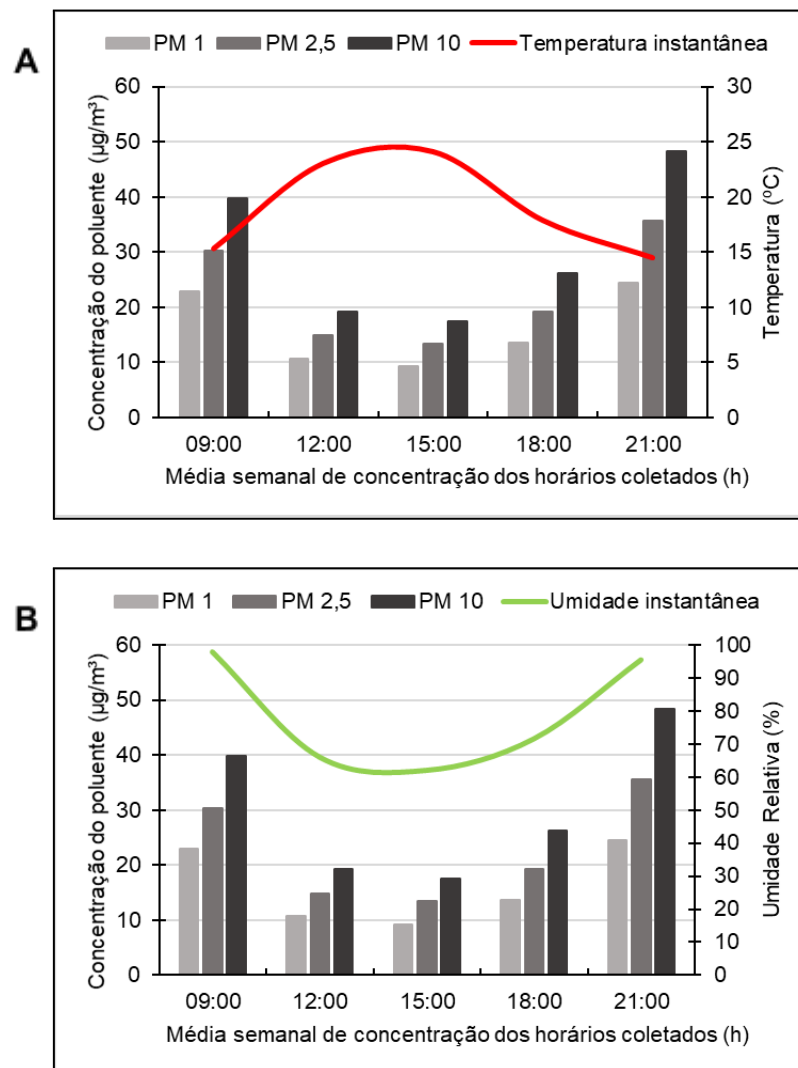 A
PM 1 PM 2,5 PM 10 Temperatura instantânea
Concentração do poluente (µg/m³)
60
50
40
30
20
10
0
30
25
20
15
10
5
0
Temperatura (ºC)
09:00 12:00 15:00 18:00 21:00
Média semanal de concentração dos horários coletados (h)
B
PM 1 PM 2,5 PM 10 Umidade instantânea
Concentração do poluente (µg/m³)
60
50
40
30
20
10
0
100
90
80
70
60
50
40
30
20
10
0
Umidade Relativa (%)
09:00 12:00 15:00 18:00 21:00
Média semanal de concentração dos horários coletados (h)